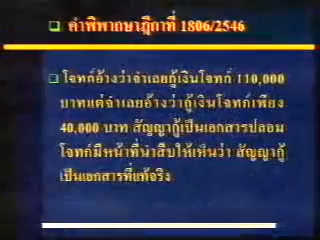 คำพิพากษาฎีกาที่ 1806/2546
โจทก์อ้างว่าจำเลยกู้เงินโจทก์ 110,000
บาทแต่จำเลยอ้างว่ากู้เงินโจทก์เพียง
40,000 บาท สัญญากู้เป็นเอกสารปลอม
โจทก์มีหน้าที่นำสืบให้เห็นว่า สัญญากู้
เป็นเอกสารที่แท้จริง